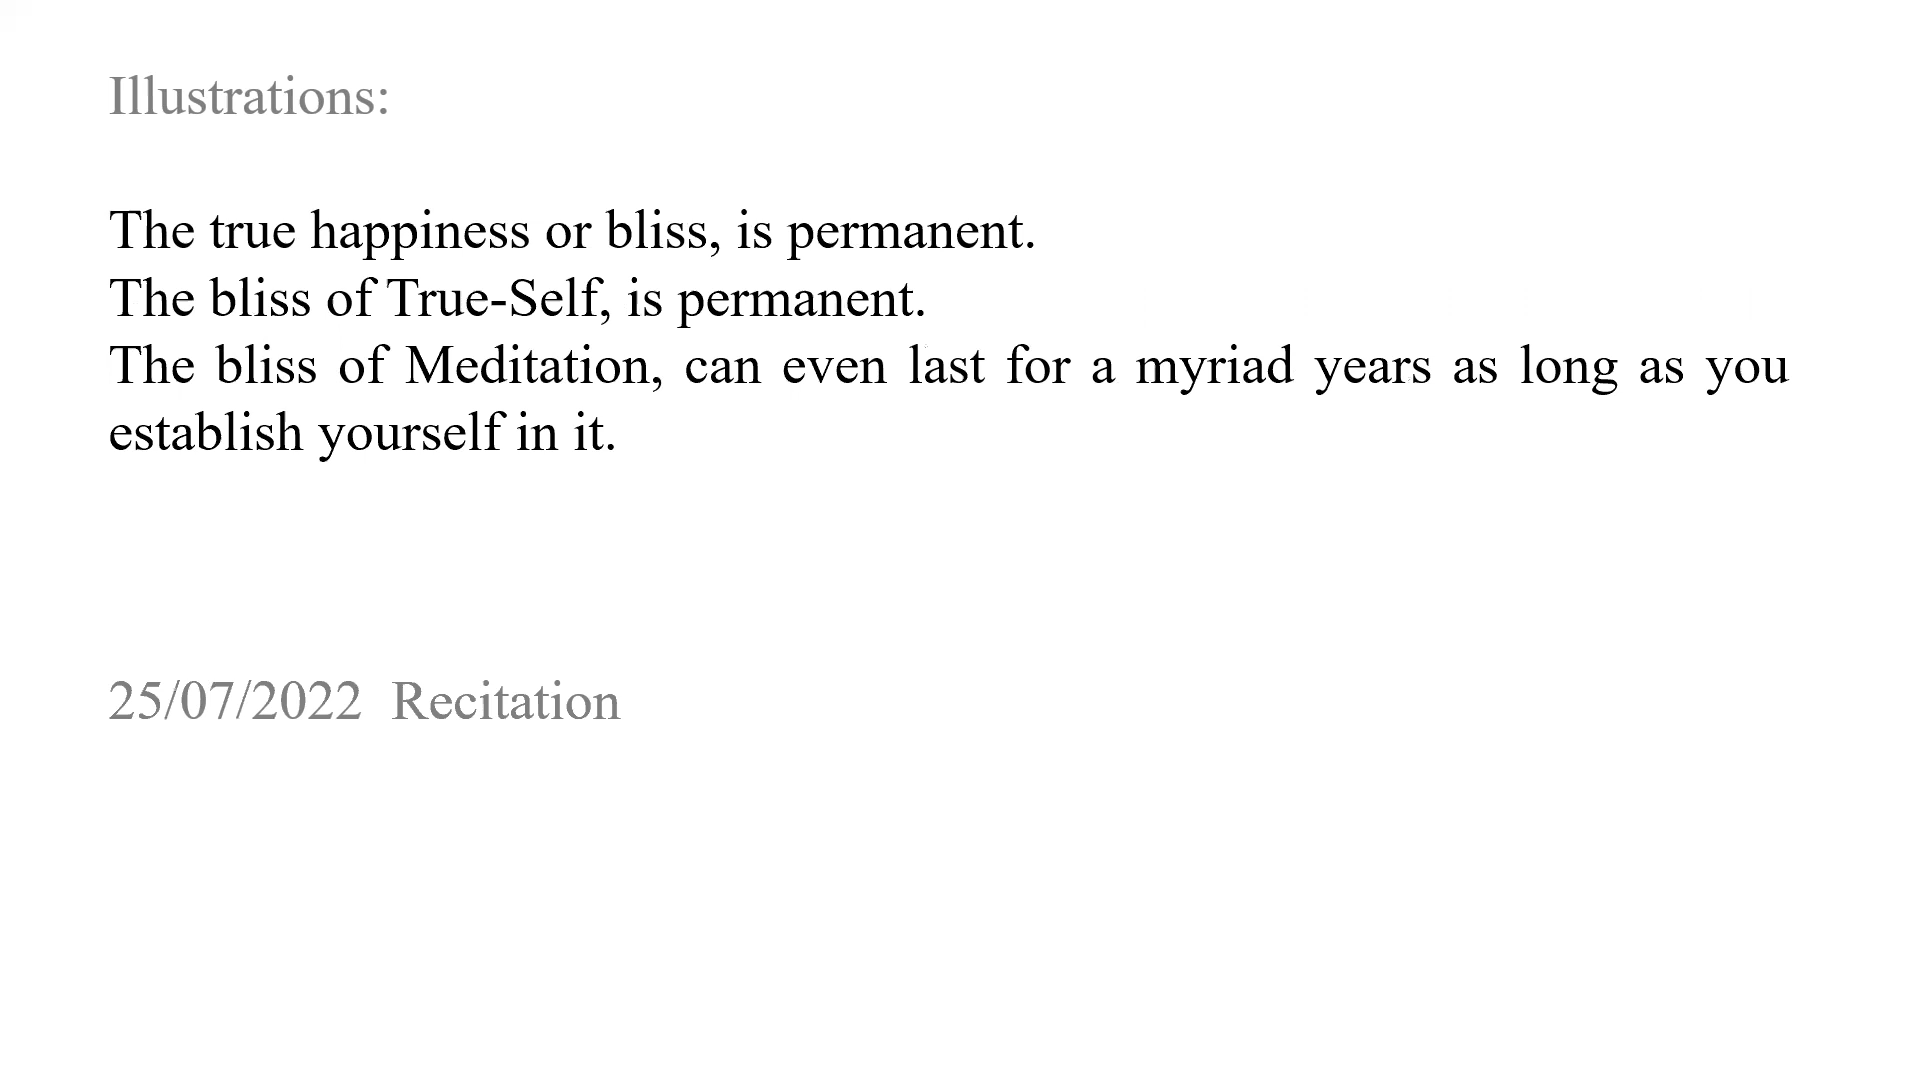 Illustrations:
The true happiness or bliss, is permanent.
The bliss of True-Self, is permanent.
The bliss of Meditation, can even last for a myriad years as long as you
establish yourself in it.
25/07/2022  Recitation